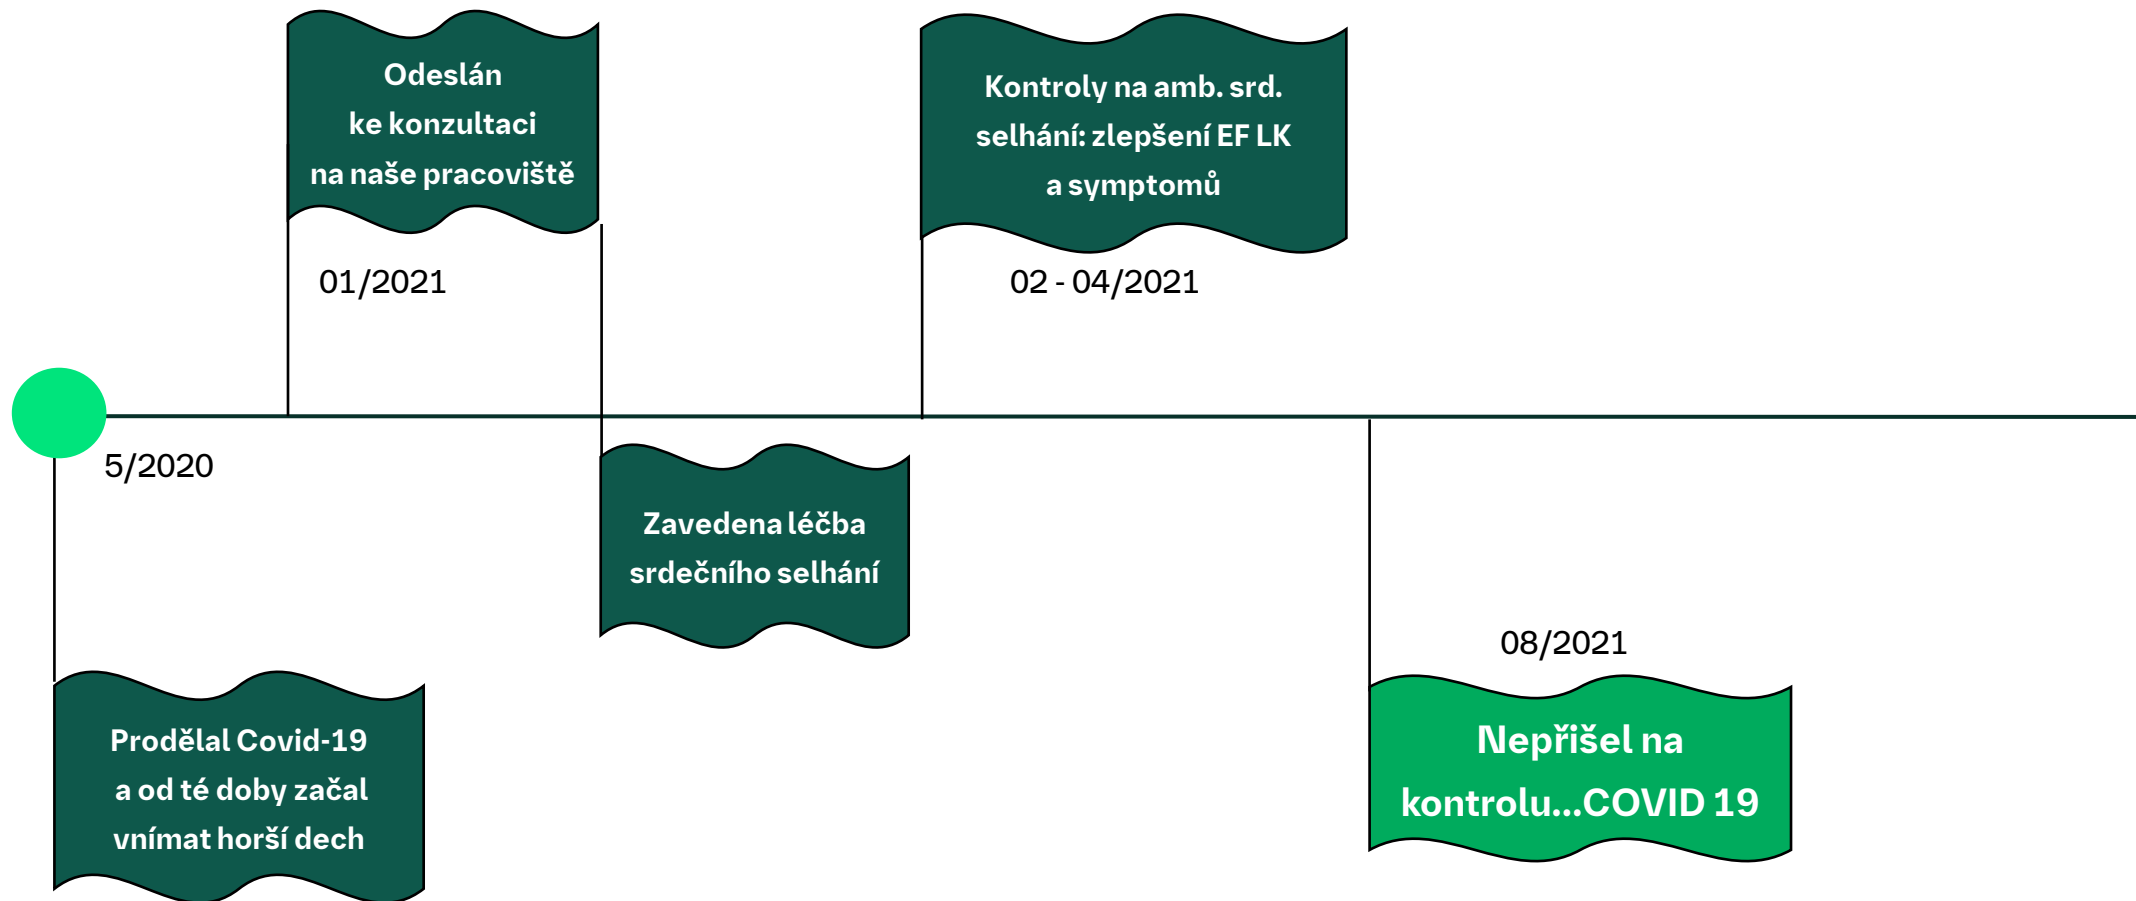 Odeslán
ke konzultaci
na naše pracoviště
01/2021
Kontroly na amb. srd.
selhání: zlepšení EF LK
a symptomů
02 - 04/2021
5/2020
Prodělal Covid-19
a od té doby začal
vnímat horší dech
Zavedena léčba
srdečního selhání
08/2021
Nepřišel na
kontrolu...COVID 19